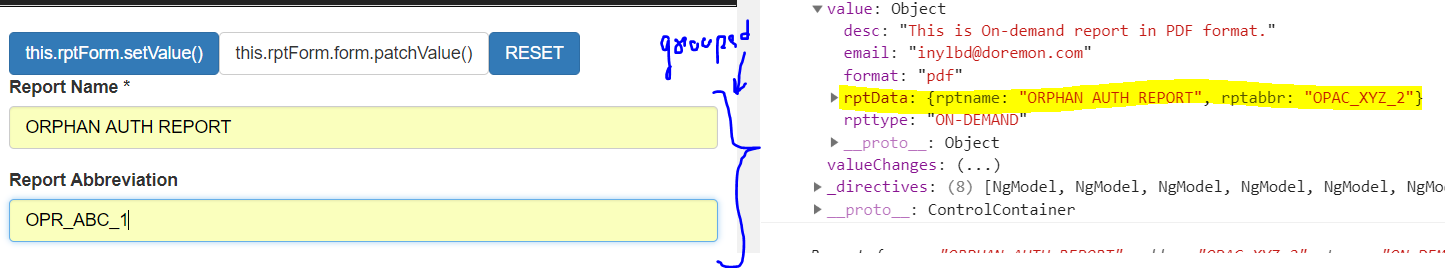 this.rptForm.setValue() this.rptForm.form.patchValue() RESET
Report Name *
ORPHAN AUTH REPORT
Report Abbreviation
OPR_ABC_1
grouped
▼value: Object
desc: "This is On-demand report in PDF format."
email: "inylbd@doremon.com"
format: "pdf"
▶rptData: {rptname: "ORPHAN AUTH REPORT", rptabbr: "OPAC_XYZ_2"}
rpttype: "ON-DEMAND"
▶__proto__: Object
valueChanges: (...)
▶_directives: (8) [NgModel, NgModel, NgModel, NgModel, NgModel, NgMo
▶__proto__: ControlContainer